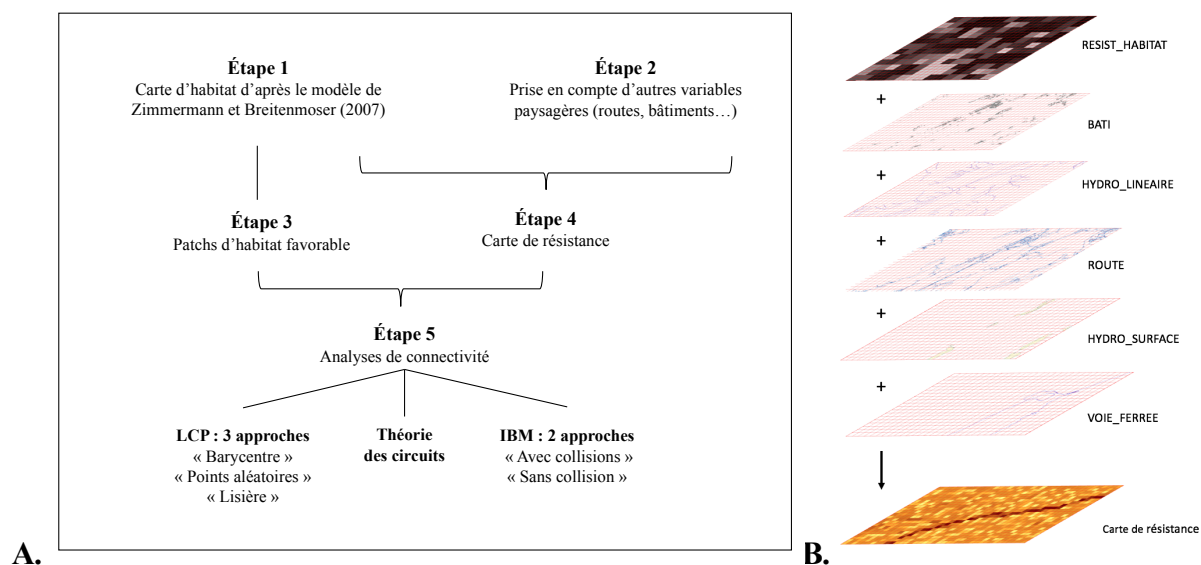 Étape 1
Carte d'habitat d'après le modèle de
Zimmermann et Breitenmoser (2007)
Étape 2
Prise en compte d'autres variables
paysagères (routes, bâtiments…)
Étape 3
Patchs d'habitat favorable
Étape 4
Carte de résistance
Étape 5
Analyses de connectivité
LCP : 3 approches
« Barycentre »
« Points aléatoires »
« Lisière »
Théorie
des circuits
IBM : 2 approches
« Avec collisions »
« Sans collision »
A.
RESIST_HABITAT
+
BATI
+
HYDRO_LINEAIRE
+
ROUTE
+
HYDRO_SURFACE
+
VOIE_FERREE
Carte de résistance
B.